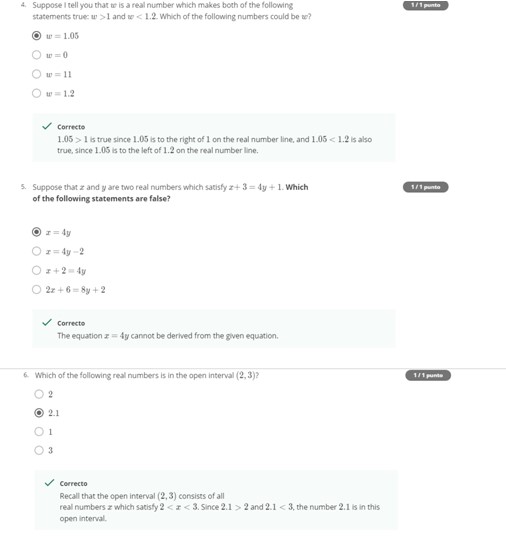 4. Suppose I tell you that w is a real number which makes both of the following
1 / 1 punto
statements true: w >1 and w < 1.2. Which of the following numbers could be w?
w = 1.05
w = 0
w = 11
w = 1.2
Correcto
1.05 > 1 is true since 1.05 is to the right of 1 on the real number line, and 1.05 < 1.2 is also
true, since 1.05 is to the left of 1.2 on the real number line.
5. Suppose that x and y are two real numbers which satisfy x+ 3 = 4y + 1. Which
1 / 1 punto
of the following statements are false?
x = 4y
x = 4y −2
x + 2 = 4y
2x + 6 = 8y + 2
Correcto
The equation x = 4y cannot be derived from the given equation.
6. Which of the following real numbers is in the open interval (2, 3)?
1 / 1 punto
2
2.1
1
3
Correcto
Recall that the open interval (2, 3) consists of all
real numbers x which satisfy 2 < x < 3. Since 2.1 > 2 and 2.1 < 3, the number 2.1 is in this
open interval.